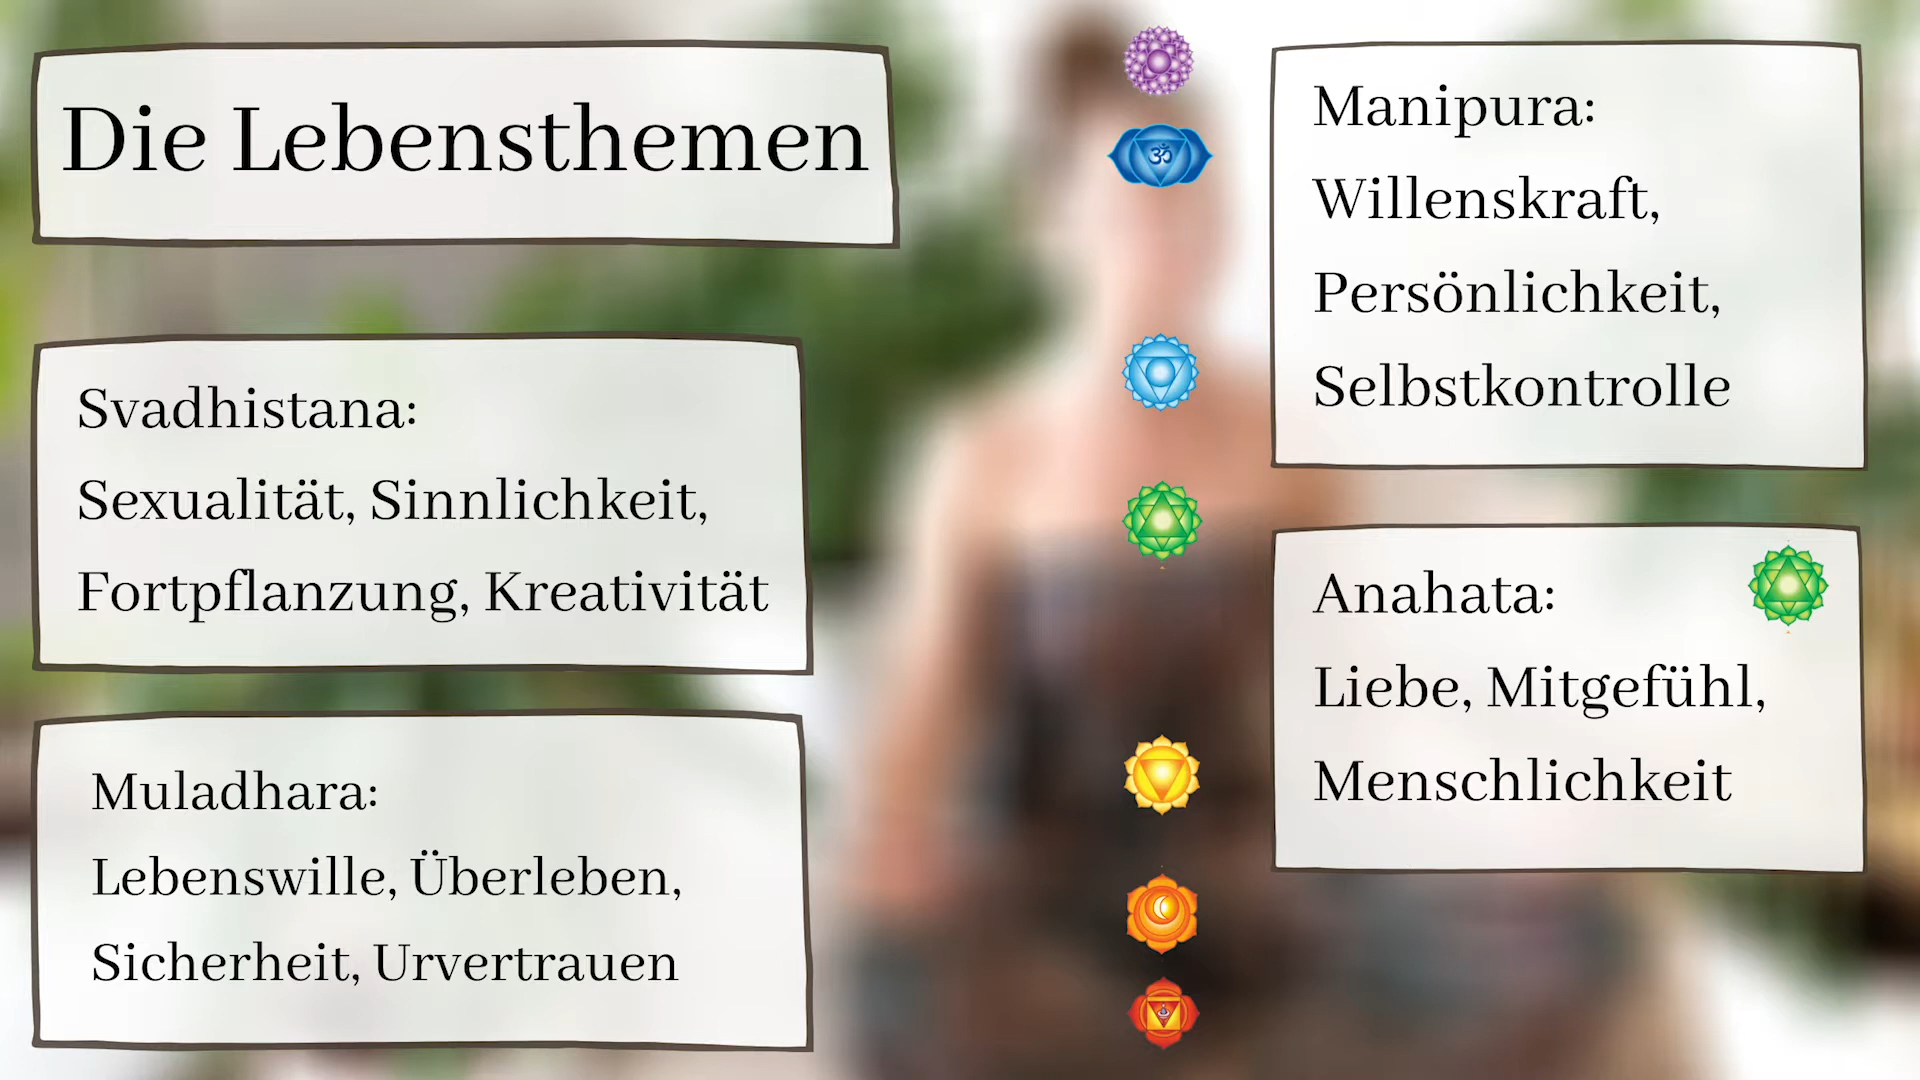 Die Lebensthemen
Svadhistana:
Sexualität, Sinnlichkeit,
Fortpflanzung, Kreativität
Muladhara:
Lebenswille, Überleben,
Sicherheit, Urvertrauen
Manipura:
Willenskraft,
Persönlichkeit,
Selbstkontrolle
Anahata:
Liebe, Mitgefühl,
Menschlichkeit
ॐ